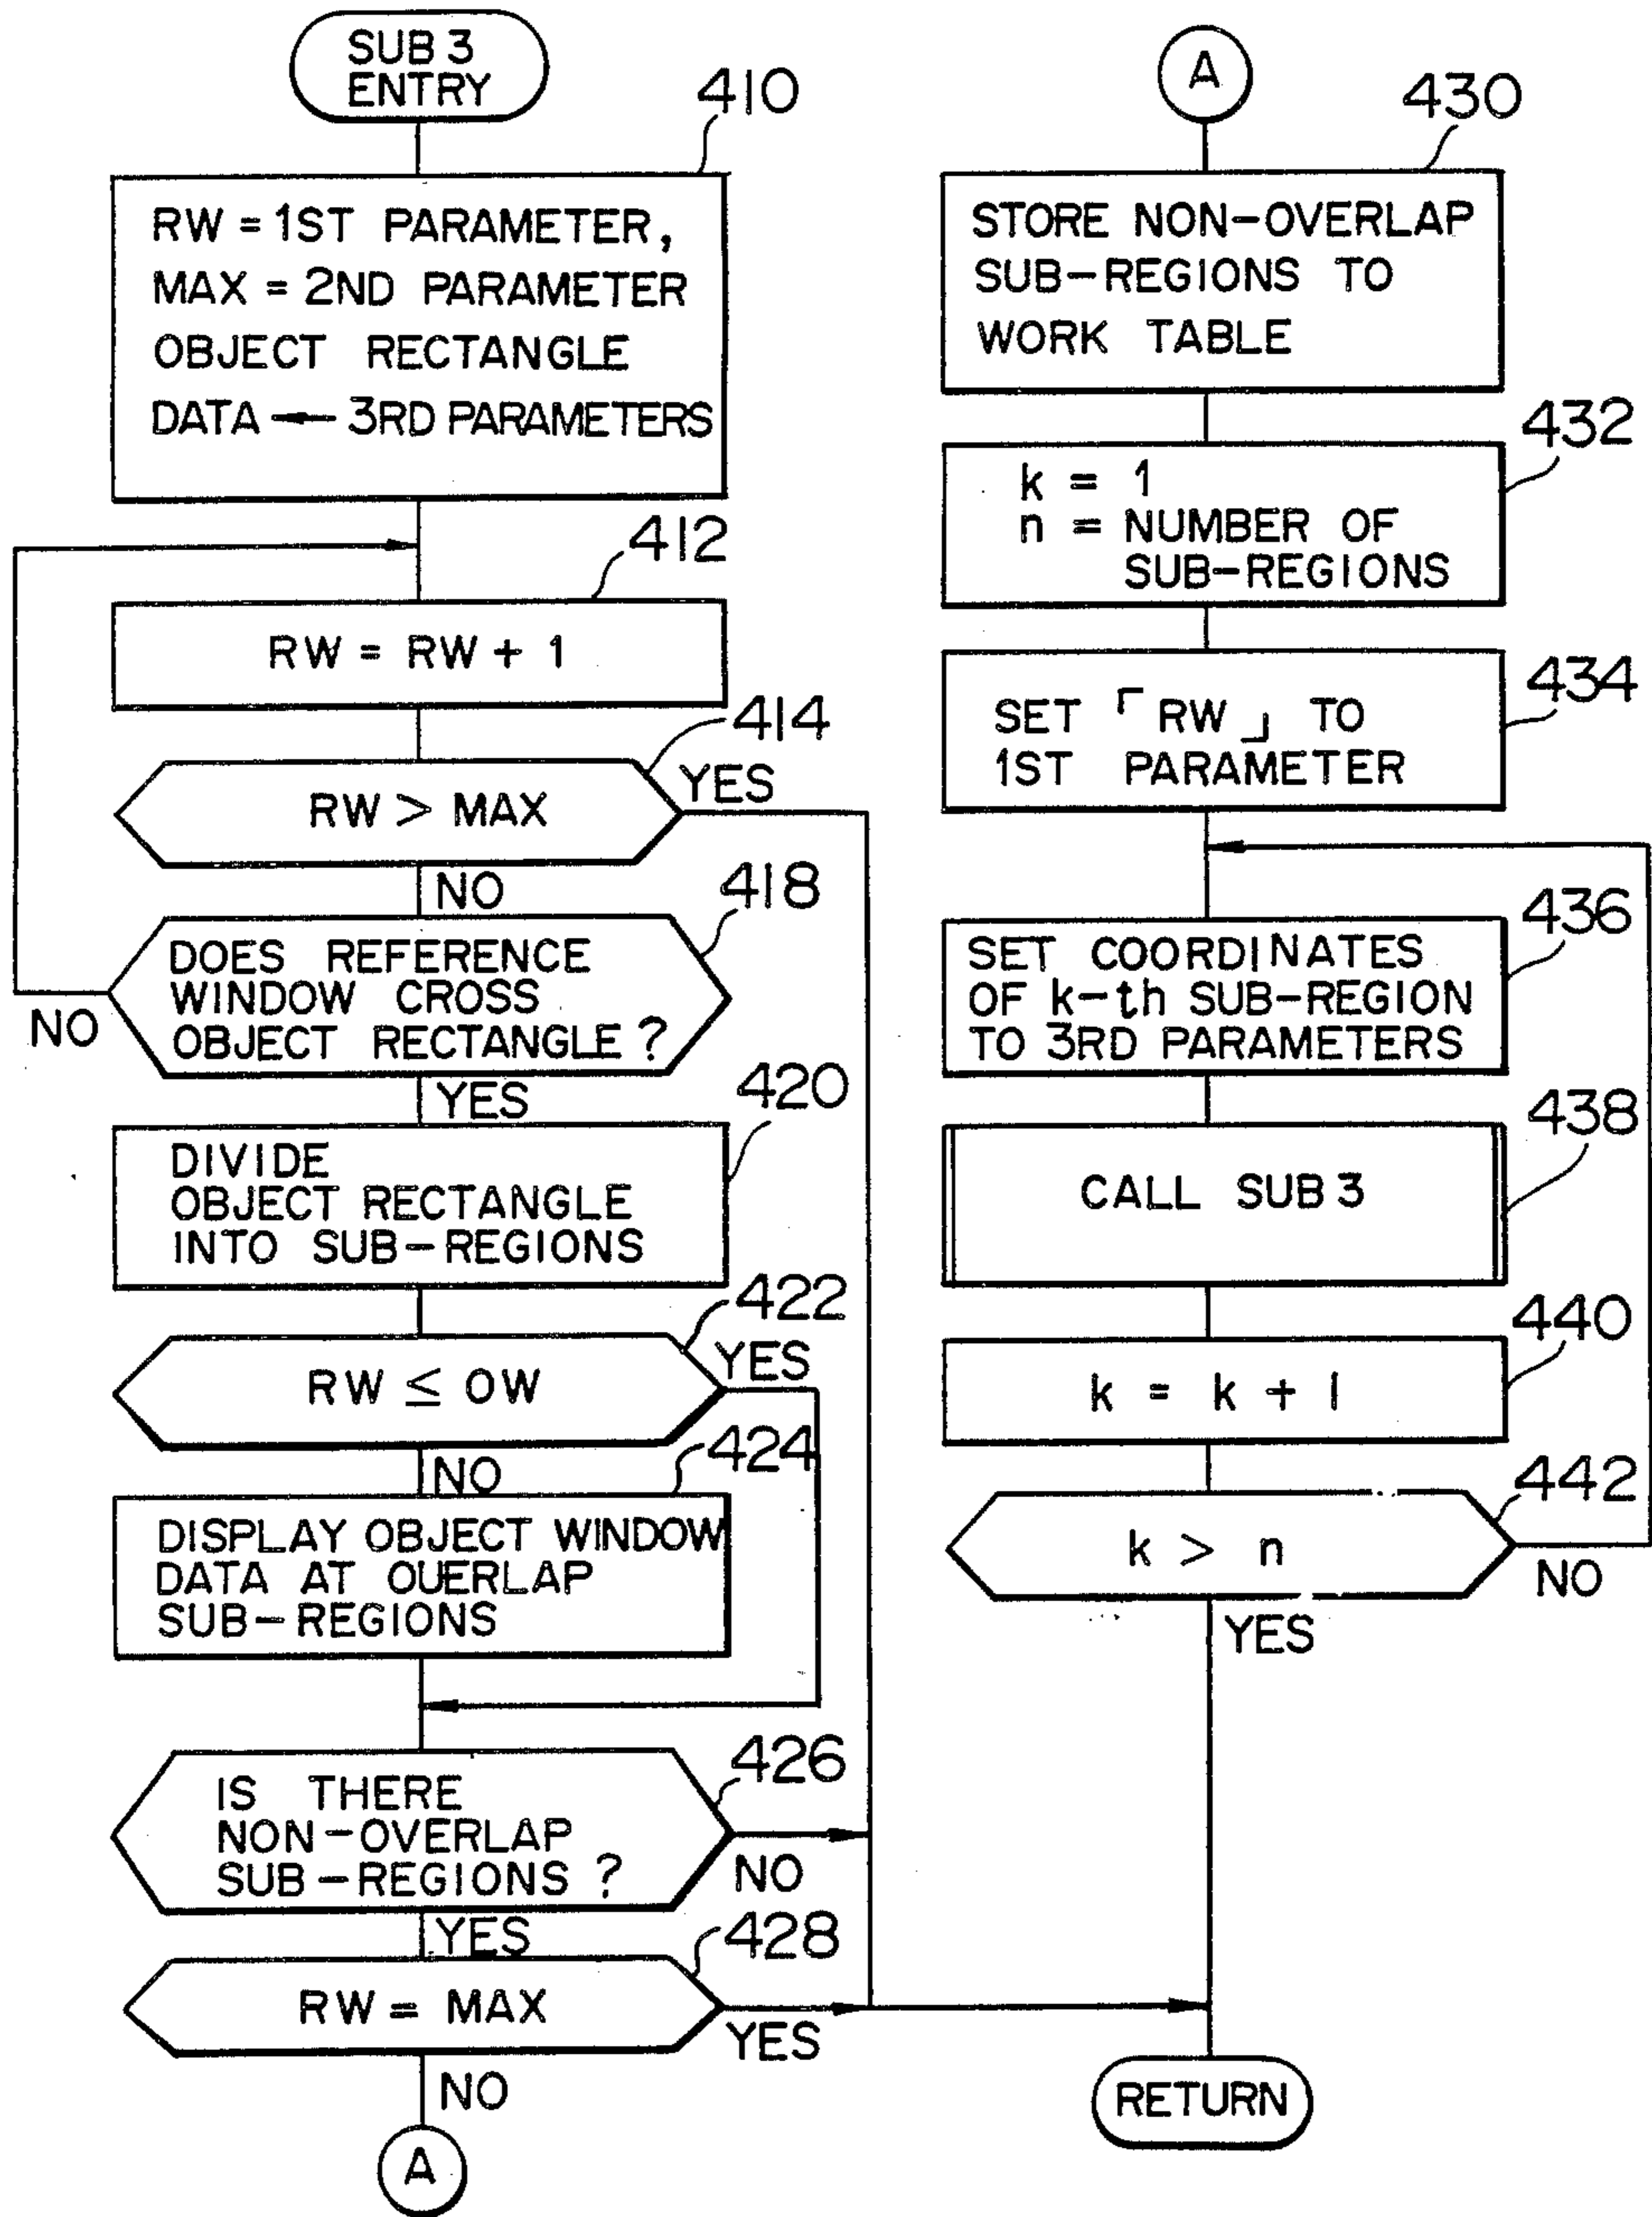 SUB 3
ENTRY
410
RW = 1ST PARAMETER,
MAX = 2ND PARAMETER
OBJECT RECTANGLE
DATA ← 3RD PARAMETERS
412
RW = RW + 1
414
RW > MAX
YES
NO
418
DOES REFERENCE
WINDOW CROSS
OBJECT RECTANGLE ?
NO
YES
420
DIVIDE
OBJECT RECTANGLE
INTO SUB-REGIONS
422
RW ≤ OW
YES
NO
424
DISPLAY OBJECT WINDOW
DATA AT OUERLAP
SUB-REGIONS
426
IS THERE
NON-OVERLAP
SUB-REGIONS ?
NO
YES
428
RW = MAX
YES
NO
A
A
430
STORE NON-OVERLAP
SUB-REGIONS TO
WORK TABLE
432
k = 1
n = NUMBER OF
SUB-REGIONS
434
SET 「RW」 TO
1ST PARAMETER
436
SET COORDINATES
OF k-th SUB-REGION
TO 3RD PARAMETERS
438
CALL SUB 3
440
k = k + 1
442
k > n
NO
YES
RETURN